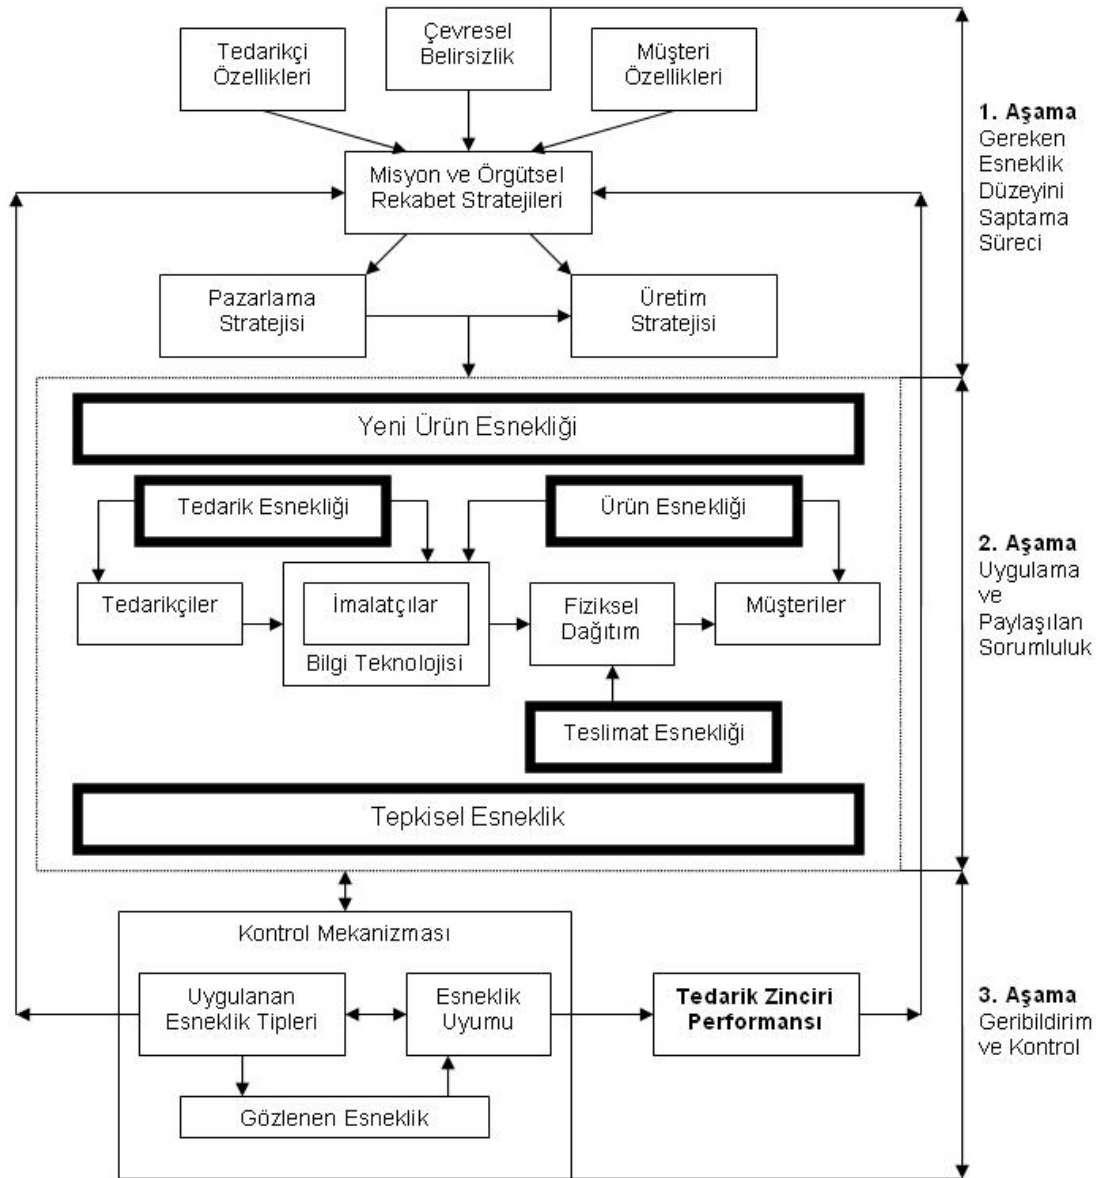 Tedarikçi
Özellikleri
Çevresel
Belirsizlik
Müşteri
Özellikleri
Misyon ve Örgütsel
Rekabet Stratejileri
Pazarlama
Stratejisi
Üretim
Stratejisi
1. Aşama
Gereken
Esneklik
Düzeyini
Saptama
Süreci
Yeni Ürün Esnekliği
Tedarik Esnekliği
Ürün Esnekliği
Tedarikçiler
İmalatçılar
Bilgi Teknolojisi
Fiziksel
Dağıtım
Müşteriler
Teslimat Esnekliği
Tepkisel Esneklik
2. Aşama
Uygulama
ve
Paylaşılan
Sorumluluk
Kontrol Mekanizması
Uygulanan
Esneklik Tipleri
Esneklik
Uyumu
Gözlenen Esneklik
Tedarik Zinciri
Performansı
3. Aşama
Geribildirim
ve Kontrol